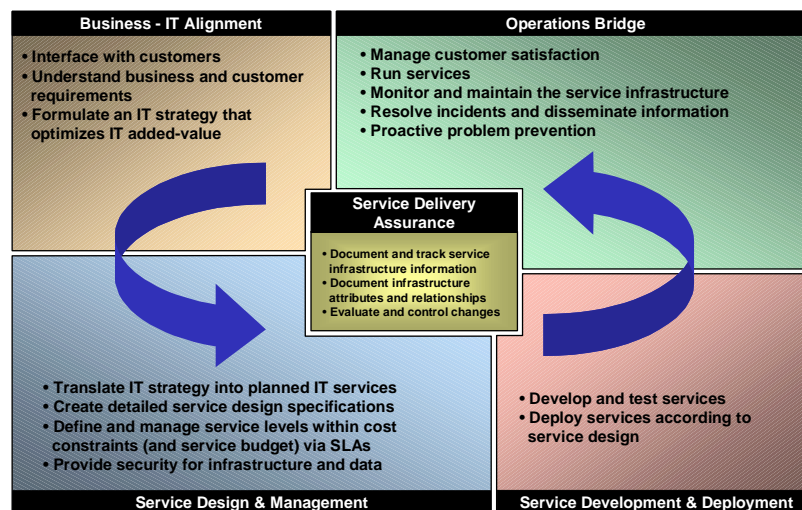 Business - IT Alignment
• Interface with customers
• Understand business and customer
requirements
• Formulate an IT strategy that
optimizes IT added-value
Operations Bridge
• Manage customer satisfaction
• Run services
• Monitor and maintain the service infrastructure
• Resolve incidents and disseminate information
• Proactive problem prevention
Service Delivery
Assurance
• Document and track service
infrastructure information
• Document infrastructure
attributes and relationships
• Evaluate and control changes
• Translate IT strategy into planned IT services
• Create detailed service design specifications
• Define and manage service levels within cost
constraints (and service budget) via SLAs
• Provide security for infrastructure and data
Service Design & Management
• Develop and test services
• Deploy services according to
service design
Service Development & Deployment